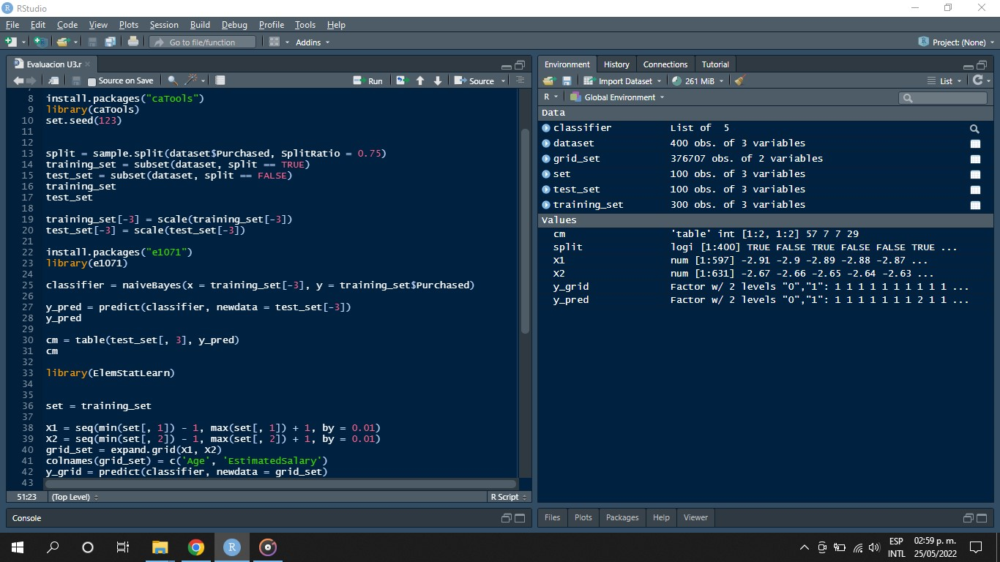 RStudio
File Edit Code View Plots Session Build Debug Profile Tools Help
Go to file/function Addins Project: (None)
Evaluacion U3.r
Source on Save Run Source
8 install.packages("caTools")
9 library(caTools)
10 set.seed(123)
11
12
13 split = sample.split(dataset$Purchased, SplitRatio = 0.75)
14 training_set = subset(dataset, split == TRUE)
15 test_set = subset(dataset, split == FALSE)
16 training_set
17 test_set
18
19 training_set[-3] = scale(training_set[-3])
20 test_set[-3] = scale(test_set[-3])
21
22 install.packages("e1071")
23 library(e1071)
24
25 classifier = naiveBayes(x = training_set[-3], y = training_set$Purchased)
26
27 y_pred = predict(classifier, newdata = test_set[-3])
28 y_pred
29
30 cm = table(test_set[, 3], y_pred)
31 cm
32
33 library(ElemStatLearn)
34
35
36 set = training_set
37
38 X1 = seq(min(set[, 1]) - 1, max(set[, 1]) + 1, by = 0.01)
39 X2 = seq(min(set[, 2]) - 1, max(set[, 2]) + 1, by = 0.01)
40 grid_set = expand.grid(X1, X2)
41 colnames(grid_set) = c('Age', 'EstimatedSalary')
42 y_grid = predict(classifier, newdata = grid_set)
43
51:23 (Top Level) R Script
Console
Environment History Connections Tutorial
Import Dataset 261 MiB List
R Global Environment
Data
classifier List of 5
dataset 400 obs. of 3 variables
grid_set 376707 obs. of 2 variables
set 100 obs. of 3 variables
test_set 100 obs. of 3 variables
training_set 300 obs. of 3 variables
Values
cm 'table' int [1:2, 1:2] 57 7 7 29
split logi [1:400] TRUE FALSE TRUE FALSE FALSE TRUE ...
X1 num [1:597] -2.91 -2.9 -2.89 -2.88 -2.87 ...
X2 num [1:631] -2.67 -2.66 -2.65 -2.64 -2.63 ...
y_grid Factor w/ 2 levels "0","1": 1 1 1 1 1 1 1 1 1 1 ...
y_pred Factor w/ 2 levels "0","1": 1 1 1 1 1 1 1 2 1 1 ...
Files Plots Packages Help Viewer
ESP 02:59 p. m.
INTL 25/05/2022